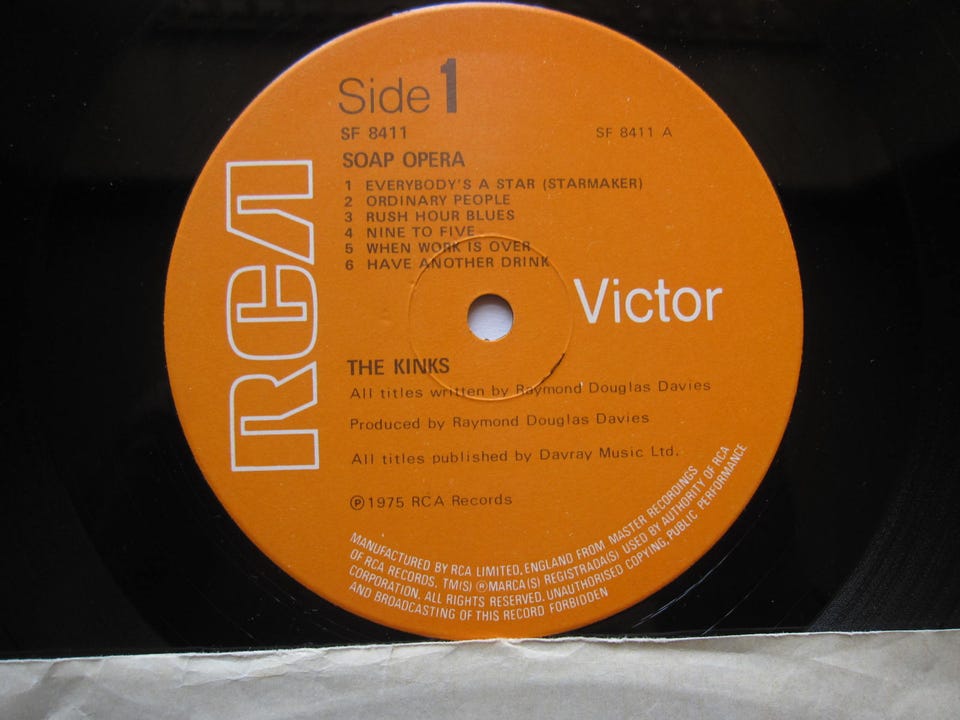 Side 1
SF 8411
SF 8411 A
SOAP OPERA
1 EVERYBODY'S A STAR (STARMAKER)
2 ORDINARY PEOPLE
3 RUSH HOUR BLUES
4 NINE TO FIVE
5 WHEN WORK IS OVER
6 HAVE ANOTHER DRINK
RCA
Victor
THE KINKS
All titles written by Raymond Douglas Davies
Produced by Raymond Douglas Davies
All titles published by Davray Music Ltd.
℗1975 RCA Records
MANUFACTURED BY RCA LIMITED, ENGLAND FROM MASTER RECORDINGS
OF RCA RECORDS. TM(S) ®MARCA(S) REGISTRADA(S) USED BY AUTHORITY OF RCA
CORPORATION. ALL RIGHTS RESERVED. UNAUTHORISED COPYING, PUBLIC PERFORMANCE
AND BROADCASTING OF THIS RECORD FORBIDDEN